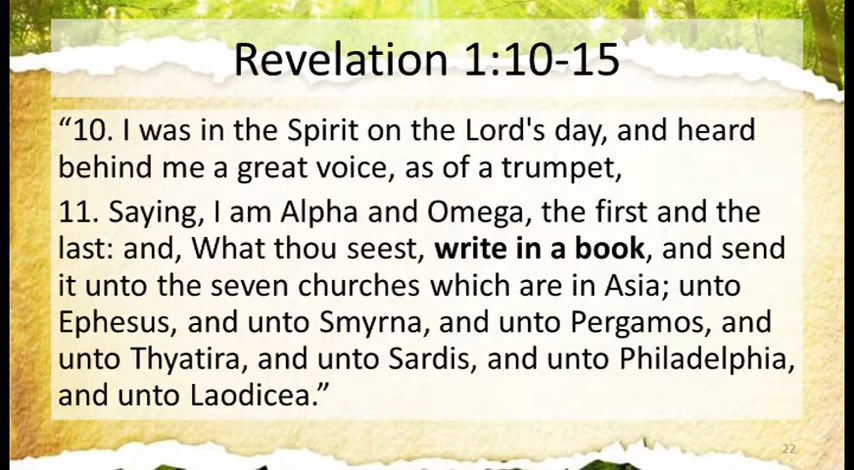 Revelation 1:10-15
“10. I was in the Spirit on the Lord's day, and heard
behind me a great voice, as of a trumpet,
11. Saying, I am Alpha and Omega, the first and the
last: and, What thou seest, write in a book, and send
it unto the seven churches which are in Asia; unto
Ephesus, and unto Smyrna, and unto Pergamos, and
unto Thyatira, and unto Sardis, and unto Philadelphia,
and unto Laodicea.”
22